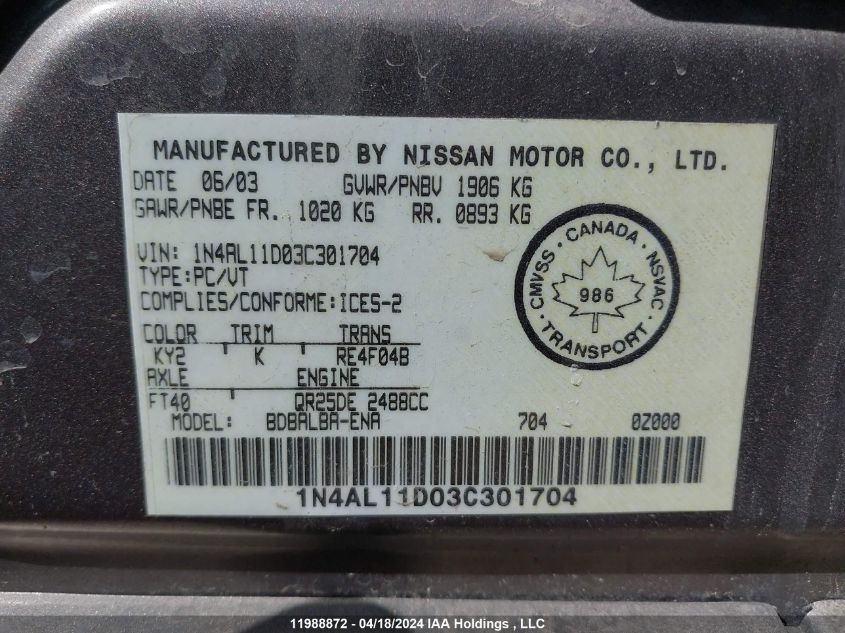 MANUFACTURED BY NISSAN MOTOR CO., LTD.
DATE 06/03 GVWR/PNBV 1906 KG
GAWR/PNBE FR. 1020 KG RR. 0893 KG
VIN: 1N4AL11D03C301704
TYPE:PC/VT
COMPLIES/CONFORME:ICES-2
CMVSS - CANADA - NSVAC
986
TRANSPORT
COLOR TRIM TRANS
KY2 K RE4F04B
AXLE ENGINE
FT40 QR25DE 2488CC
MODEL: BDBALBA-ENA 704 0Z000
1N4AL11D03C301704
11988872 - 04/18/2024 IAA Holdings , LLC